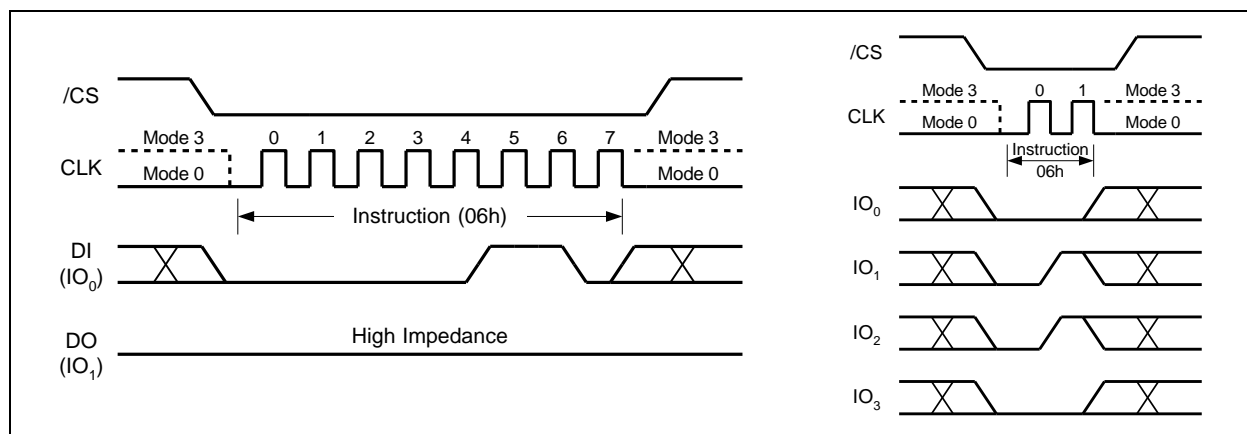 /CS
Mode 3 0 1 2 3 4 5 6 7 Mode 3
CLK
Mode 0 Mode 0
Instruction (06h)
DI
(IO0)
High Impedance
DO
(IO1)
/CS
Mode 3 0 1 Mode 3
CLK
Mode 0 Mode 0
Instruction
06h
IO0
IO1
IO2
IO3